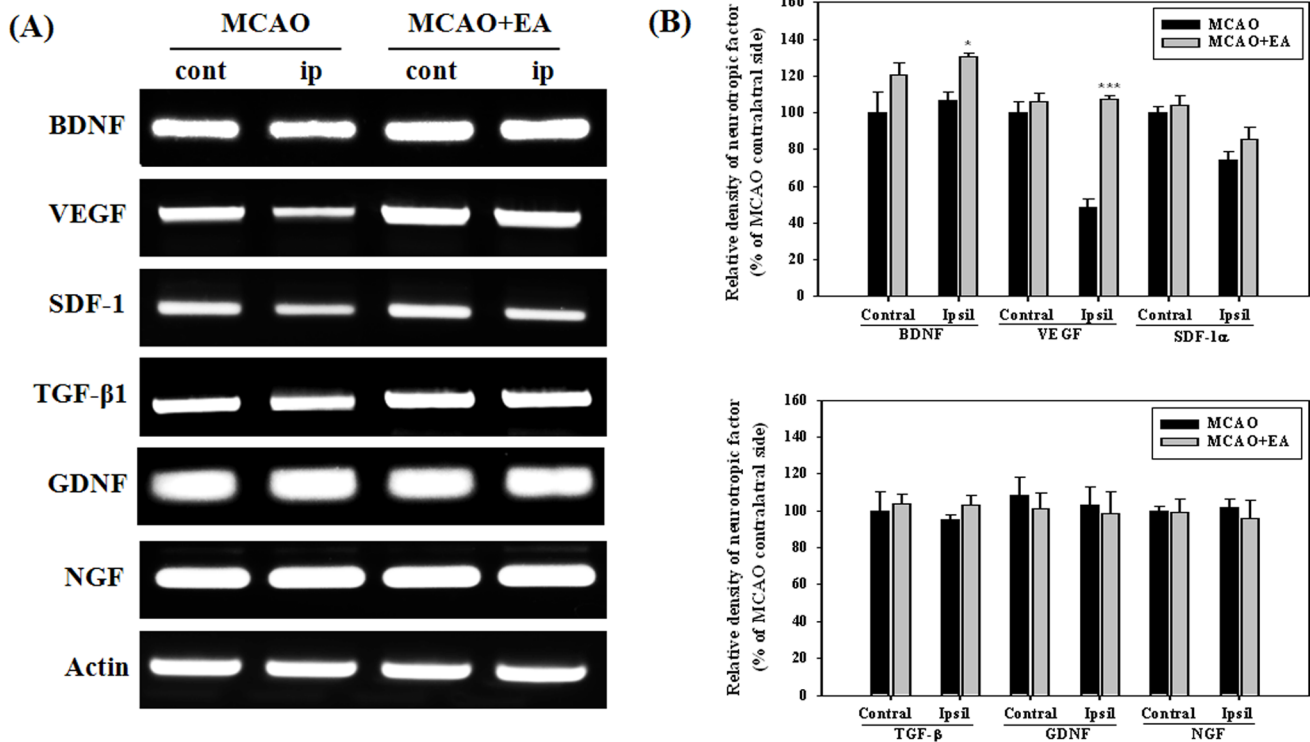 (A)
MCAO MCAO+EA
cont ip cont ip
BDNF
VEGF
SDF-1
TGF-β1
GDNF
NGF
Actin
(B)
Relative density of neurotropic factor
(% of MCAO contralatral side)
160
140
120
100
80
60
40
20
0
MCAO
MCAO+EA
*
***
Contral Ipsil Contral Ipsil Contral Ipsil
BDNF VEGF SDF-1α
Relative density of neurotropic factor
(% of MCAO contralatral side)
160
140
120
100
80
60
40
20
0
MCAO
MCAO+EA
Contral Ipsil Contral Ipsil Contral Ipsil
TGF-β GDNF NGF